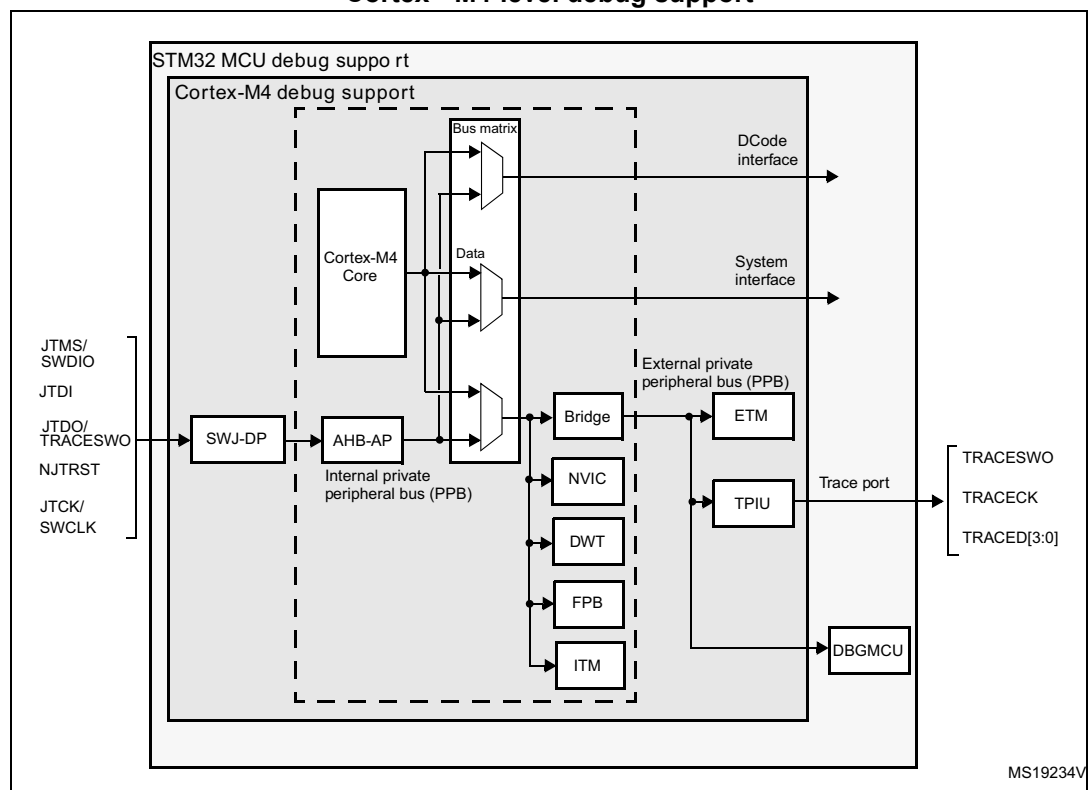 STM32 MCU debug suppo rt
Cortex-M4 debug support
Bus matrix
DCode
interface
Cortex-M4
Core
Data
System
interface
JTMS/
SWDIO
JTDI
JTDO/
TRACESWO
NJTRST
JTCK/
SWCLK
SWJ-DP
AHB-AP
Internal private
peripheral bus (PPB)
External private
peripheral bus (PPB)
Bridge
NVIC
DWT
FPB
ITM
ETM
TPIU
Trace port
TRACESWO
TRACECK
TRACED[3:0]
DBGMCU
MS19234V